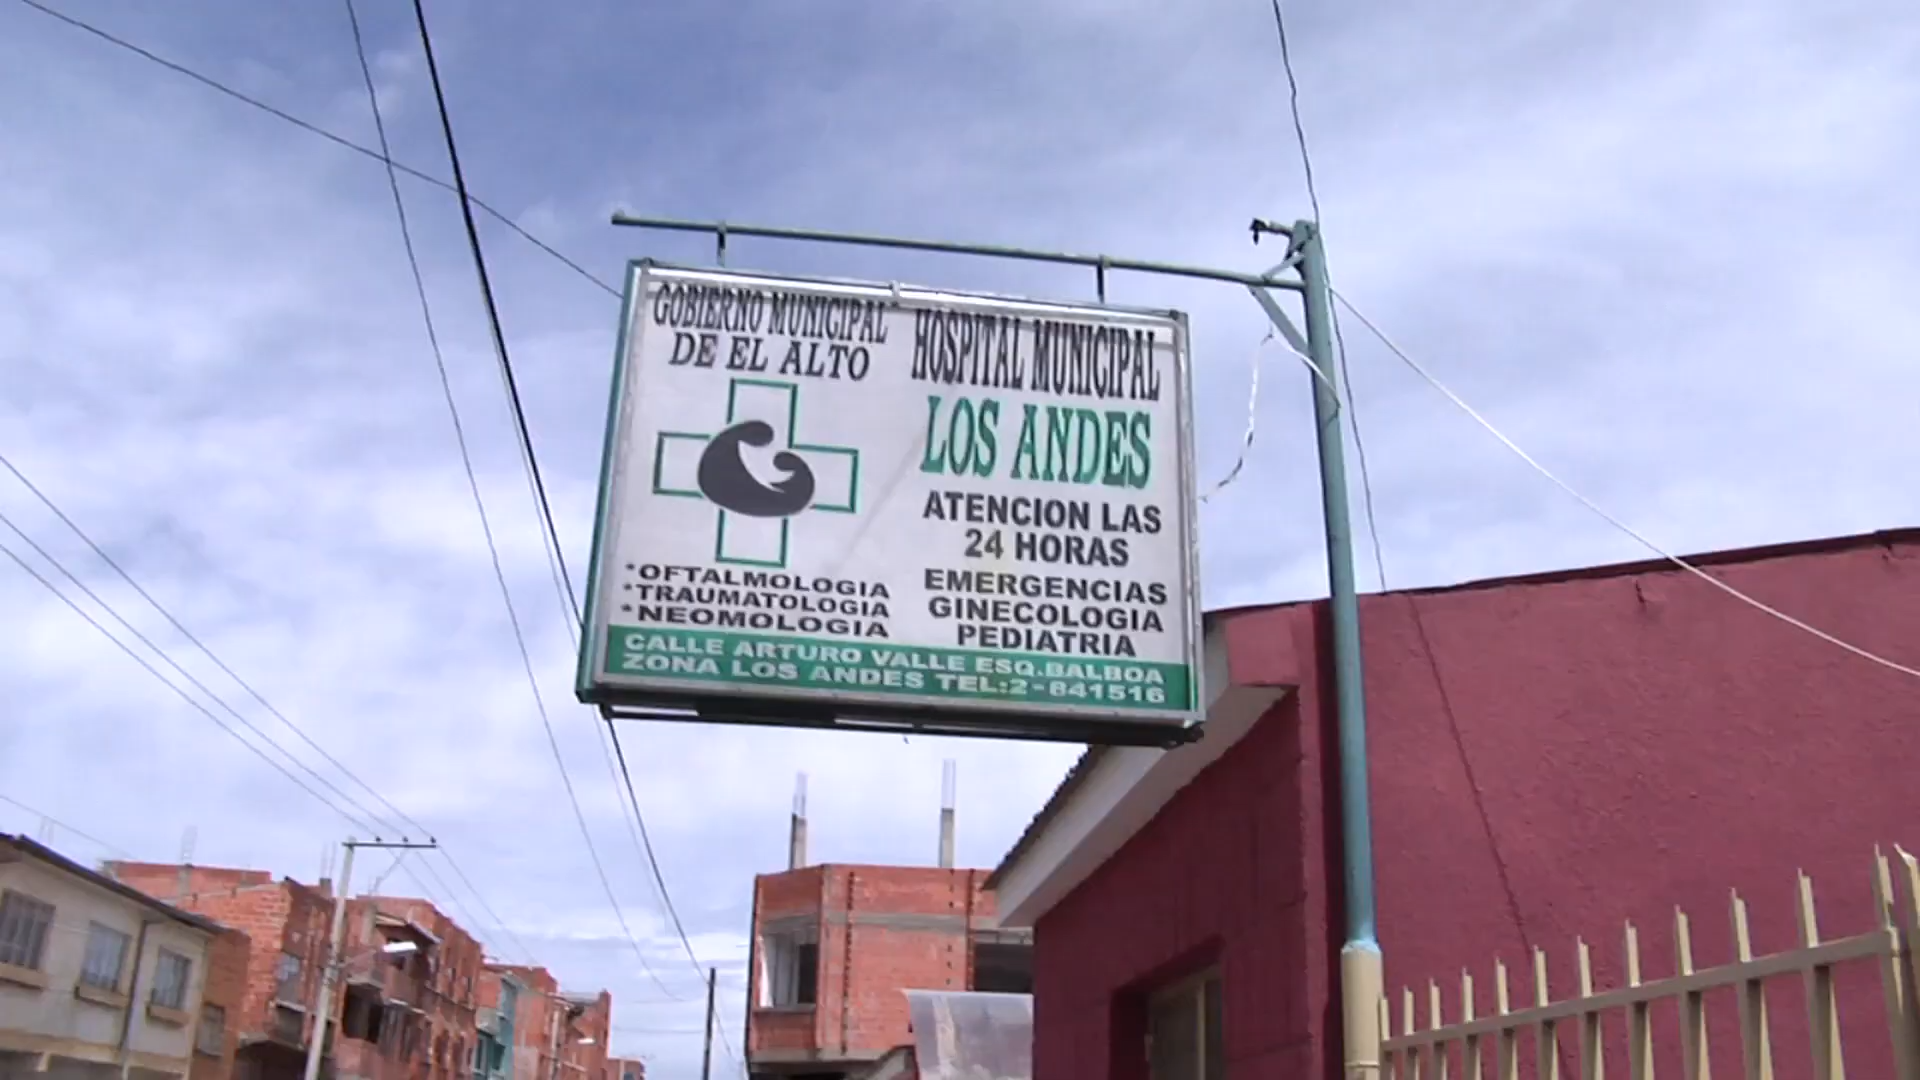 GOBIERNO MUNICIPAL
DE EL ALTO
*OFTALMOLOGIA
*TRAUMATOLOGIA
*NEOMOLOGIA
HOSPITAL MUNICIPAL
LOS ANDES
ATENCION LAS
24 HORAS
EMERGENCIAS
GINECOLOGIA
PEDIATRIA
CALLE ARTURO VALLE ESQ.BALBOA
ZONA LOS ANDES TEL:2-841516